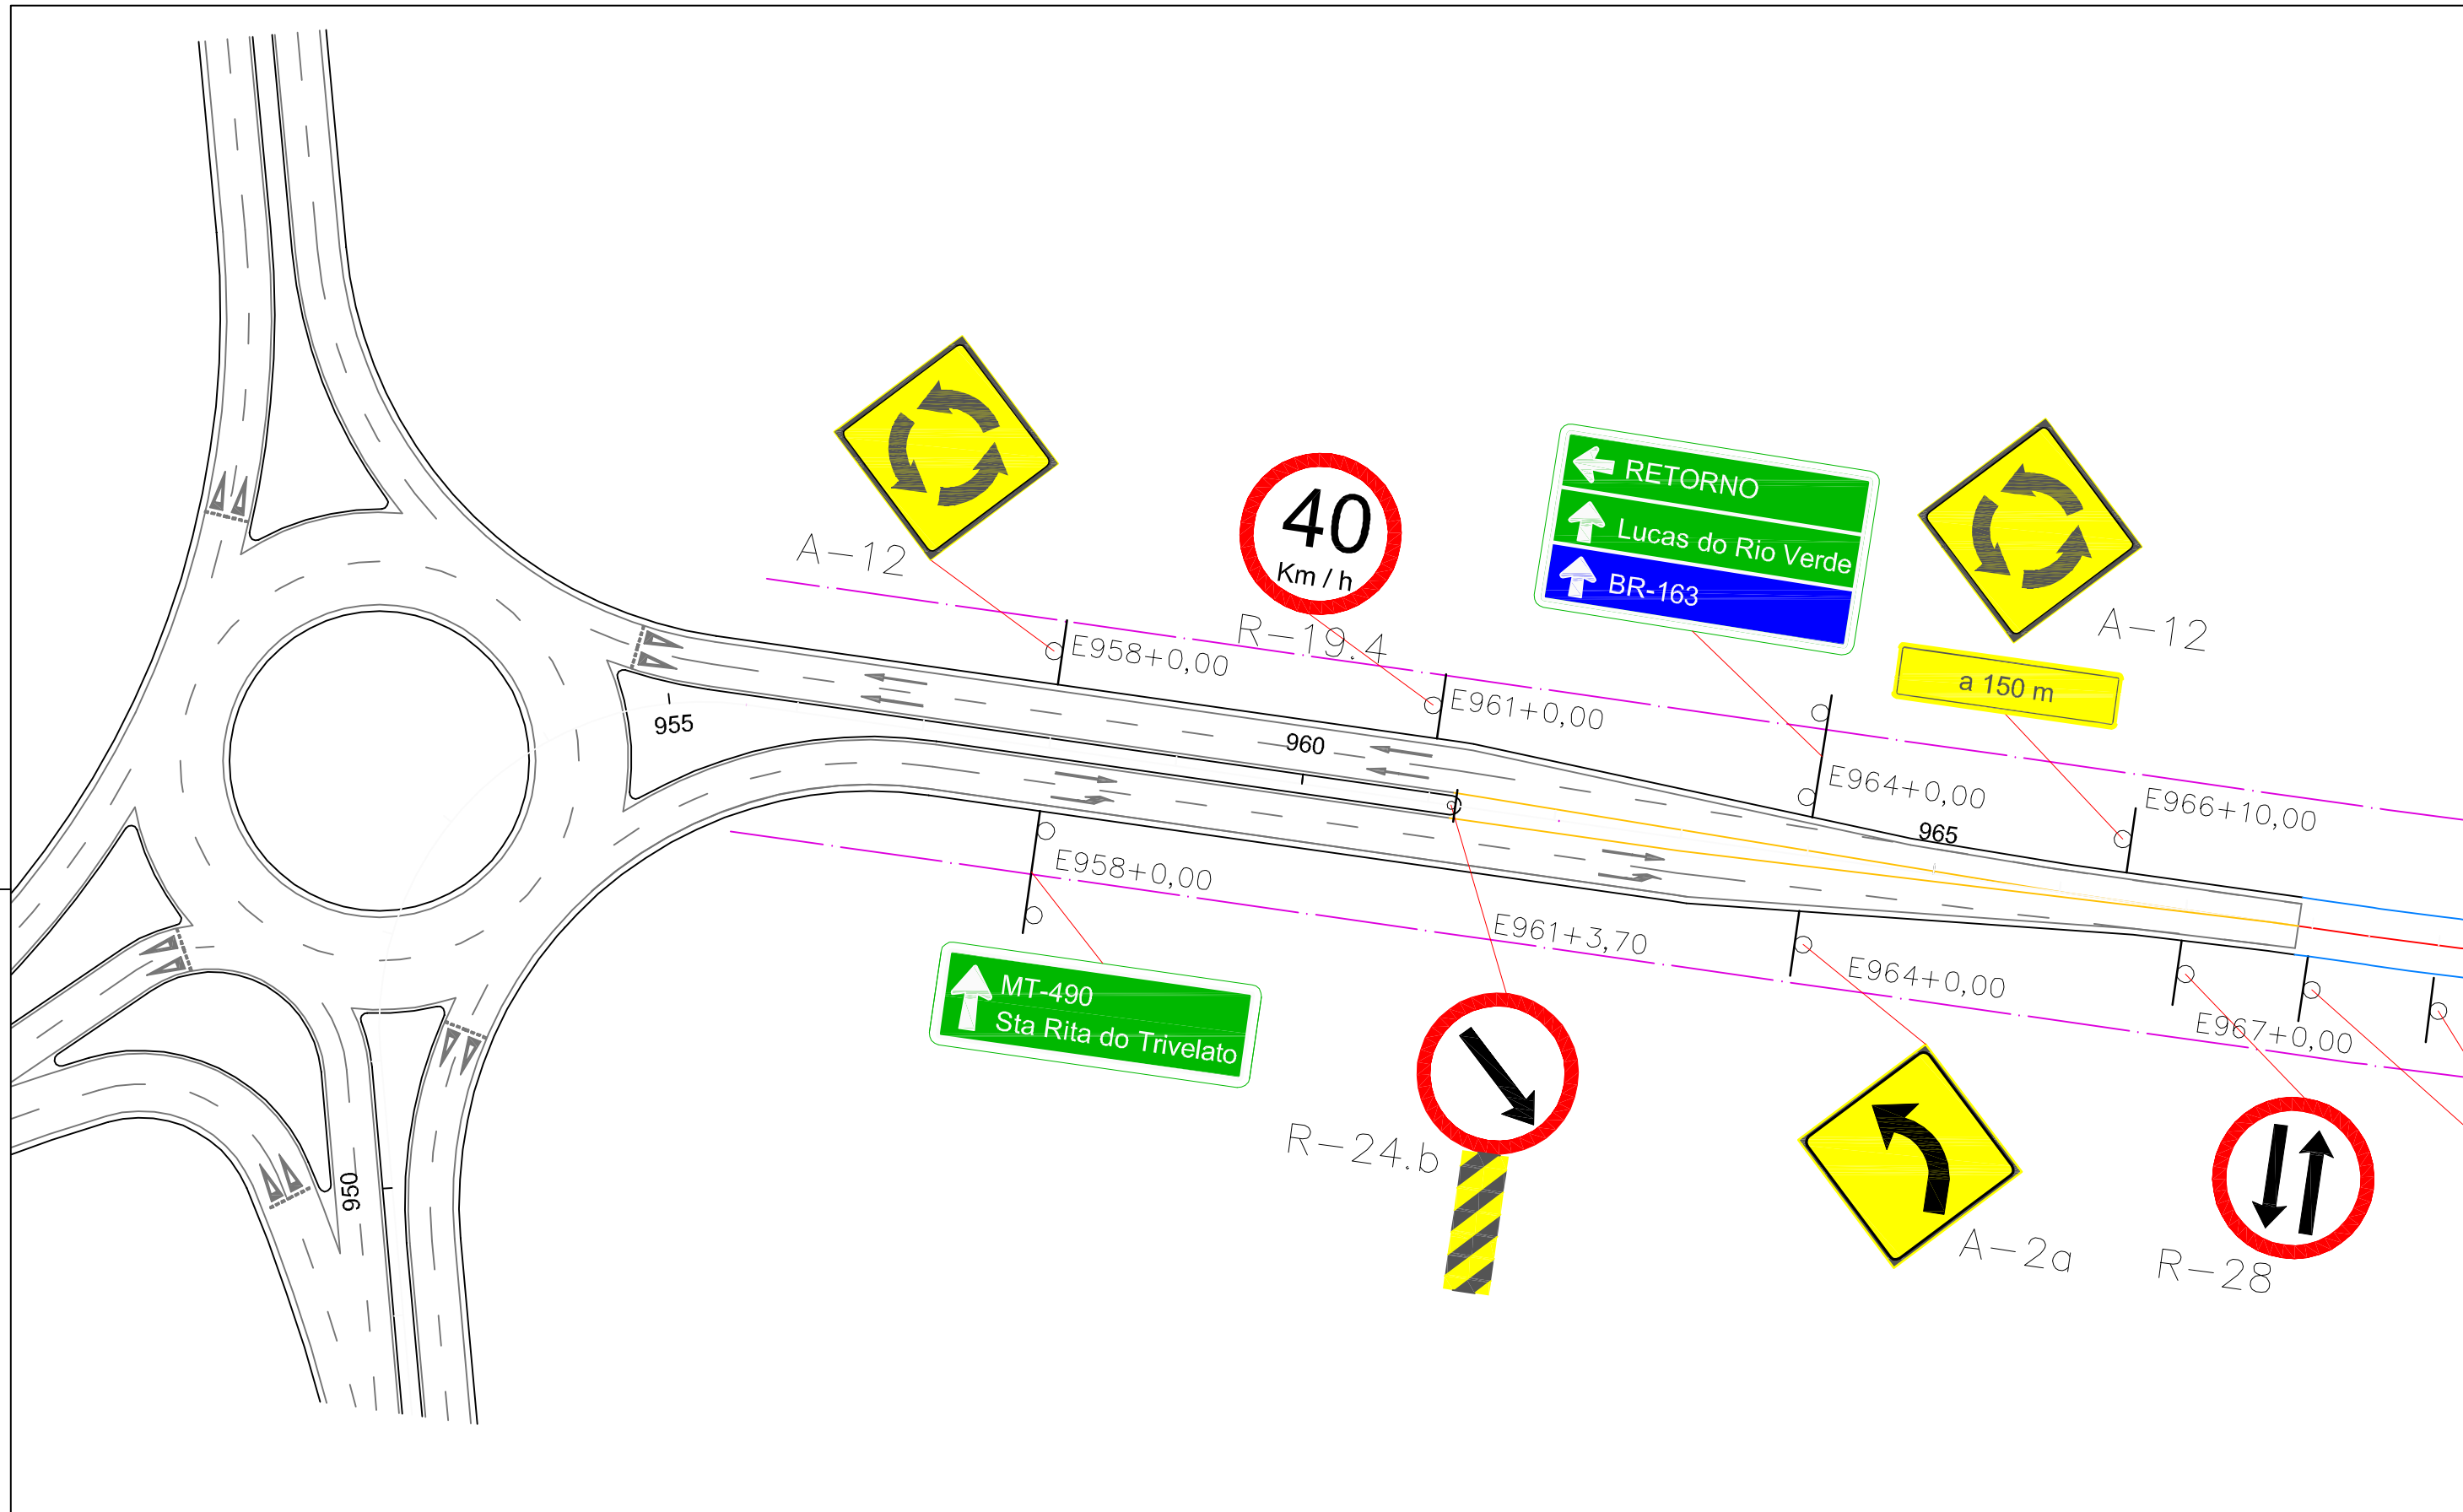 A-12
40
Km / h
R-19.4
RETORNO
Lucas do Rio Verde
BR-163
A-12
a 150 m
E958+0,00
E961+0,00
E964+0,00
E966+10,00
955
960
965
E958+0,00
E961+3,70
E964+0,00
E967+0,00
MT-490
Sta Rita do Trivelato
R-24.b
A-2a
R-28
950